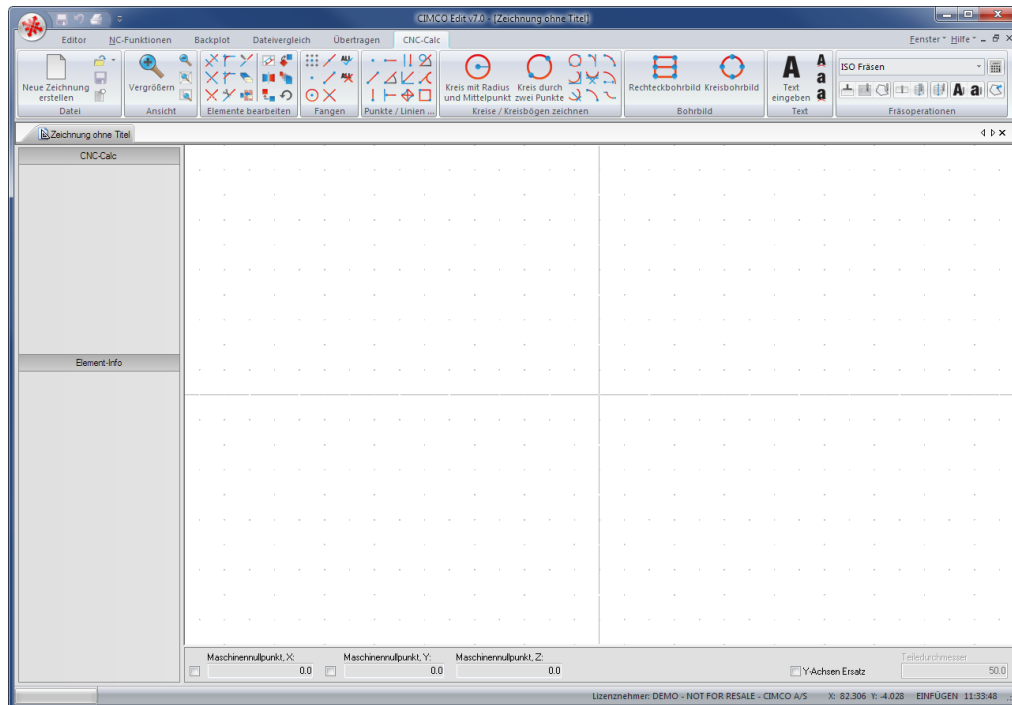 CIMCO Edit v7.0 - [Zeichnung ohne Titel]
Editor NC-Funktionen Backplot Dateivergleich Übertragen CNC-Calc Fenster Hilfe
Neue Zeichnung erstellen
Vergrößern
Kreis mit Radius und Mittelpunkt
Kreis durch zwei Punkte
Rechteckbohrbild Kreisbohrbild
Text eingeben
ISO Fräsen
Datei Ansicht Elemente bearbeiten Fangen Punkte / Linien ... Kreise / Kreisbögen zeichnen Bohrbild Text Fräsoperationen
Zeichnung ohne Titel
CNC-Calc
Element-Info
Maschinennullpunkt, X: Maschinennullpunkt, Y: Maschinennullpunkt, Z: Teiledurchmesser
0.0 0.0 0.0 Y-Achsen Ersatz 50.0
Lizenznehmer: DEMO - NOT FOR RESALE - CIMCO A/S X: 82.306 Y: -4.028 EINFÜGEN 11:33:48